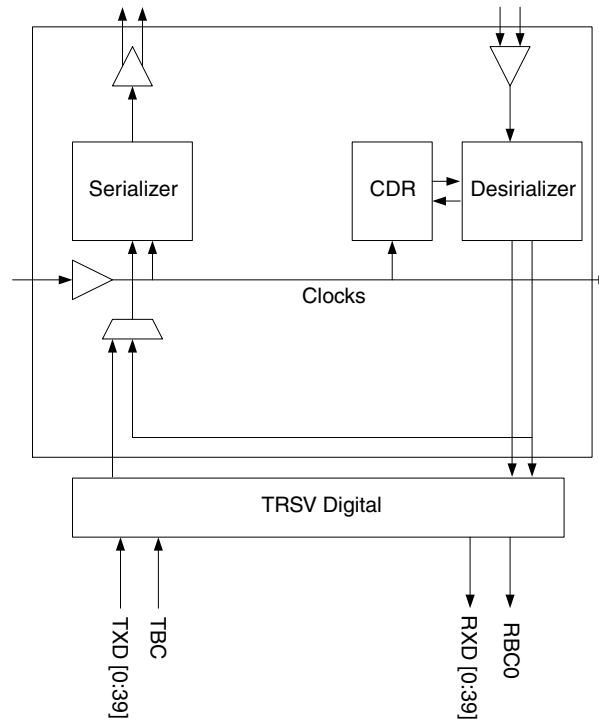 Serializer
CDR
Desirializer
Clocks
TRSV Digital
TXD [0:39]
TBC
RXD [0:39]
RBC0